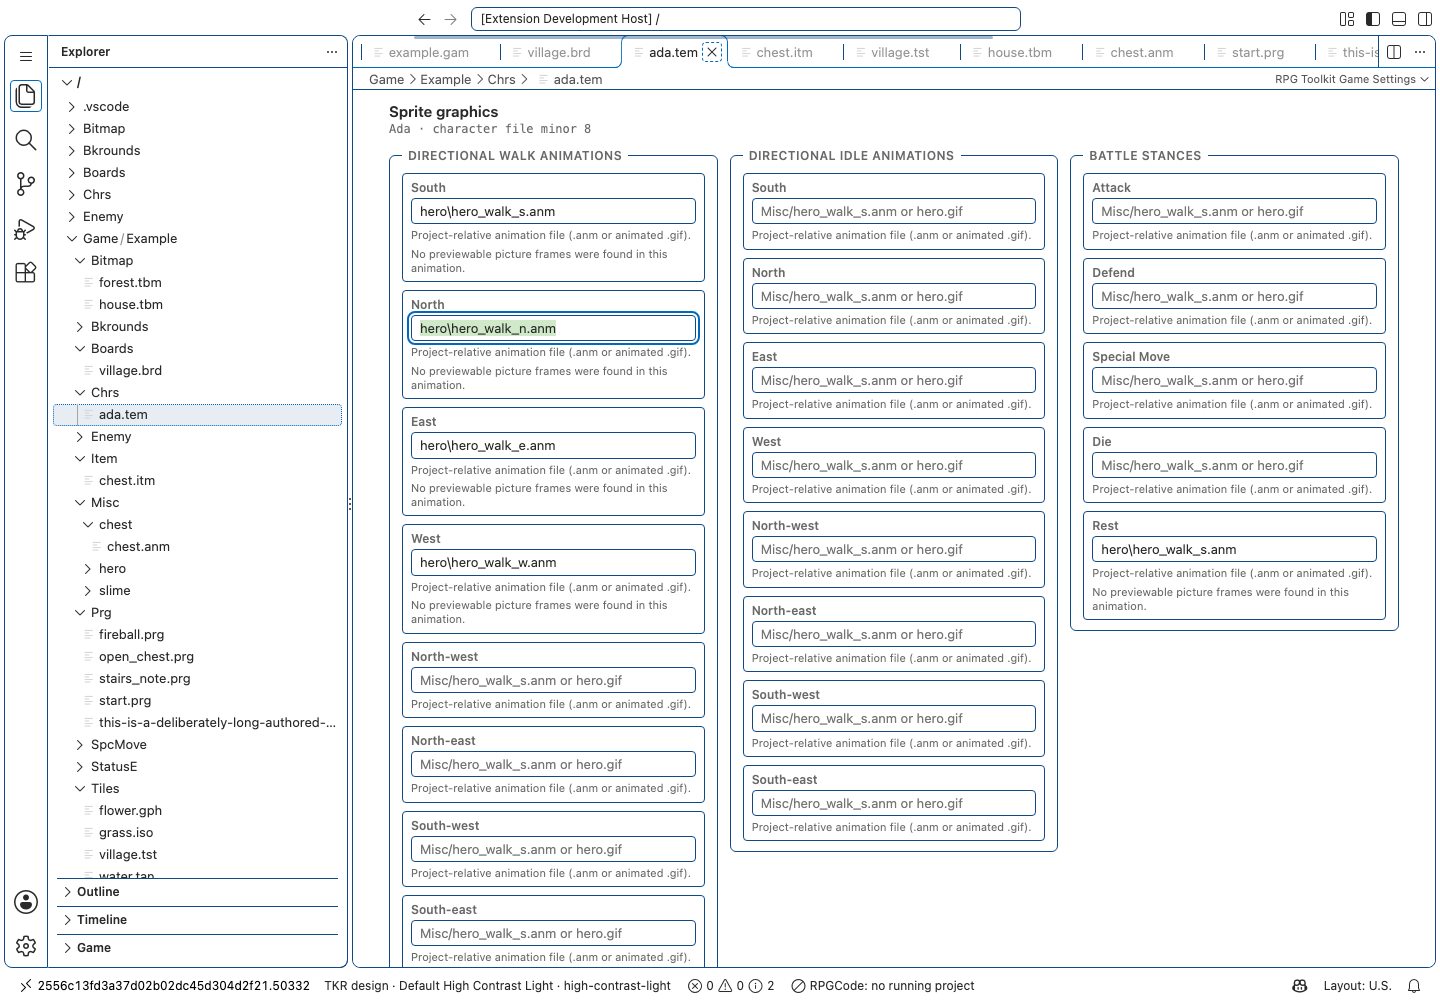 [Extension Development Host] /
Explorer
example.gam
village.brd
ada.tem
chest.itm
village.tst
house.tbm
chest.anm
start.prg
this-is
Game
Example
Chrs
ada.tem
RPG Toolkit Game Settings
/
.vscode
Bitmap
Bkrounds
Boards
Chrs
Enemy
Game / Example
Bitmap
forest.tbm
house.tbm
Bkrounds
Boards
village.brd
Chrs
ada.tem
Enemy
Item
chest.itm
Misc
chest
chest.anm
hero
slime
Prg
fireball.prg
open_chest.prg
stairs_note.prg
start.prg
this-is-a-deliberately-long-authored-...
SpcMove
StatusE
Tiles
flower.gph
grass.iso
village.tst
water.tan
Outline
Timeline
Game
Sprite graphics
Ada · character file minor 8
DIRECTIONAL WALK ANIMATIONS
South
hero\hero_walk_s.anm
Project-relative animation file (.anm or animated .gif).
No previewable picture frames were found in this
animation.
North
hero\hero_walk_n.anm
Project-relative animation file (.anm or animated .gif).
No previewable picture frames were found in this
animation.
East
hero\hero_walk_e.anm
Project-relative animation file (.anm or animated .gif).
No previewable picture frames were found in this
animation.
West
hero\hero_walk_w.anm
Project-relative animation file (.anm or animated .gif).
No previewable picture frames were found in this
animation.
North-west
Misc/hero_walk_s.anm or hero.gif
Project-relative animation file (.anm or animated .gif).
North-east
Misc/hero_walk_s.anm or hero.gif
Project-relative animation file (.anm or animated .gif).
South-west
Misc/hero_walk_s.anm or hero.gif
Project-relative animation file (.anm or animated .gif).
South-east
Misc/hero_walk_s.anm or hero.gif
Project-relative animation file (.anm or animated .gif).
DIRECTIONAL IDLE ANIMATIONS
South
Misc/hero_walk_s.anm or hero.gif
Project-relative animation file (.anm or animated .gif).
North
Misc/hero_walk_s.anm or hero.gif
Project-relative animation file (.anm or animated .gif).
East
Misc/hero_walk_s.anm or hero.gif
Project-relative animation file (.anm or animated .gif).
West
Misc/hero_walk_s.anm or hero.gif
Project-relative animation file (.anm or animated .gif).
North-west
Misc/hero_walk_s.anm or hero.gif
Project-relative animation file (.anm or animated .gif).
North-east
Misc/hero_walk_s.anm or hero.gif
Project-relative animation file (.anm or animated .gif).
South-west
Misc/hero_walk_s.anm or hero.gif
Project-relative animation file (.anm or animated .gif).
South-east
Misc/hero_walk_s.anm or hero.gif
Project-relative animation file (.anm or animated .gif).
BATTLE STANCES
Attack
Misc/hero_walk_s.anm or hero.gif
Project-relative animation file (.anm or animated .gif).
Defend
Misc/hero_walk_s.anm or hero.gif
Project-relative animation file (.anm or animated .gif).
Special Move
Misc/hero_walk_s.anm or hero.gif
Project-relative animation file (.anm or animated .gif).
Die
Misc/hero_walk_s.anm or hero.gif
Project-relative animation file (.anm or animated .gif).
Rest
hero\hero_walk_s.anm
Project-relative animation file (.anm or animated .gif).
No previewable picture frames were found in this
animation.
2556c13fd3a37d02b02dc45d304d2f21.50332
TKR design · Default High Contrast Light · high-contrast-light
0
0
2
RPGCode: no running project
Layout: U.S.